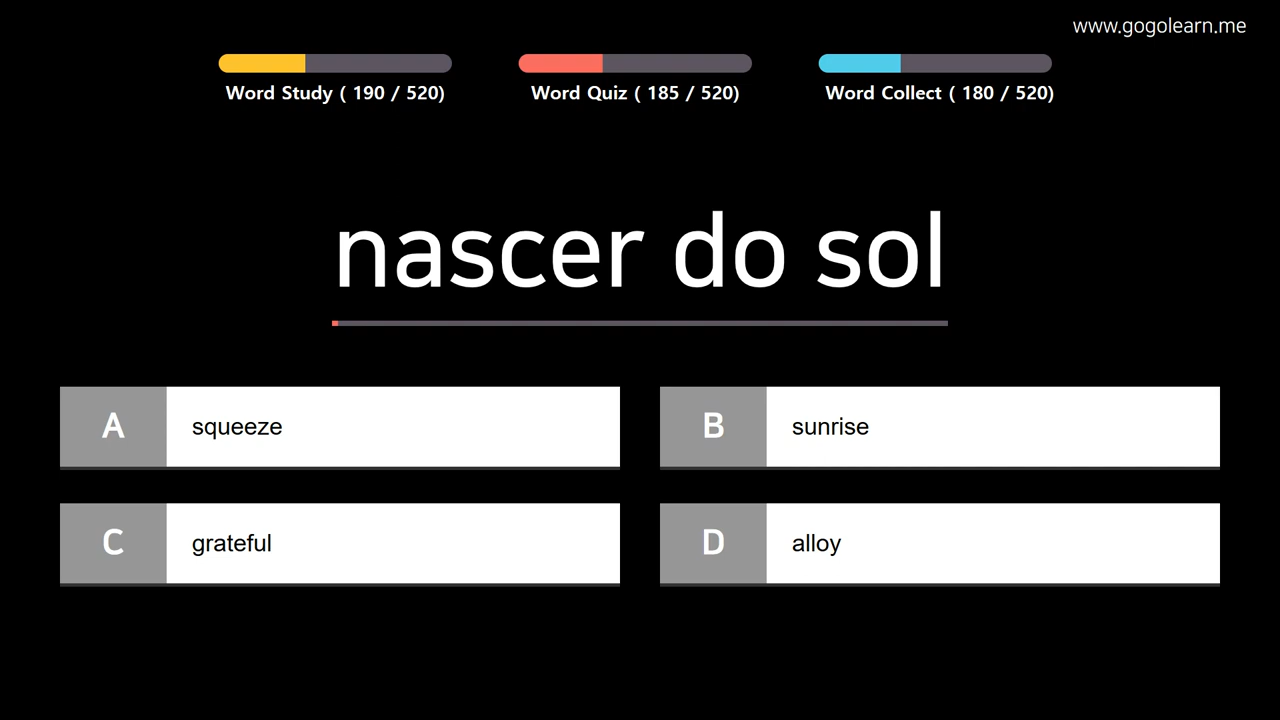 www.gogolearn.me
Word Study ( 190 / 520)
Word Quiz ( 185 / 520)
Word Collect ( 180 / 520)
nascer do sol
A squeeze
B sunrise
C grateful
D alloy